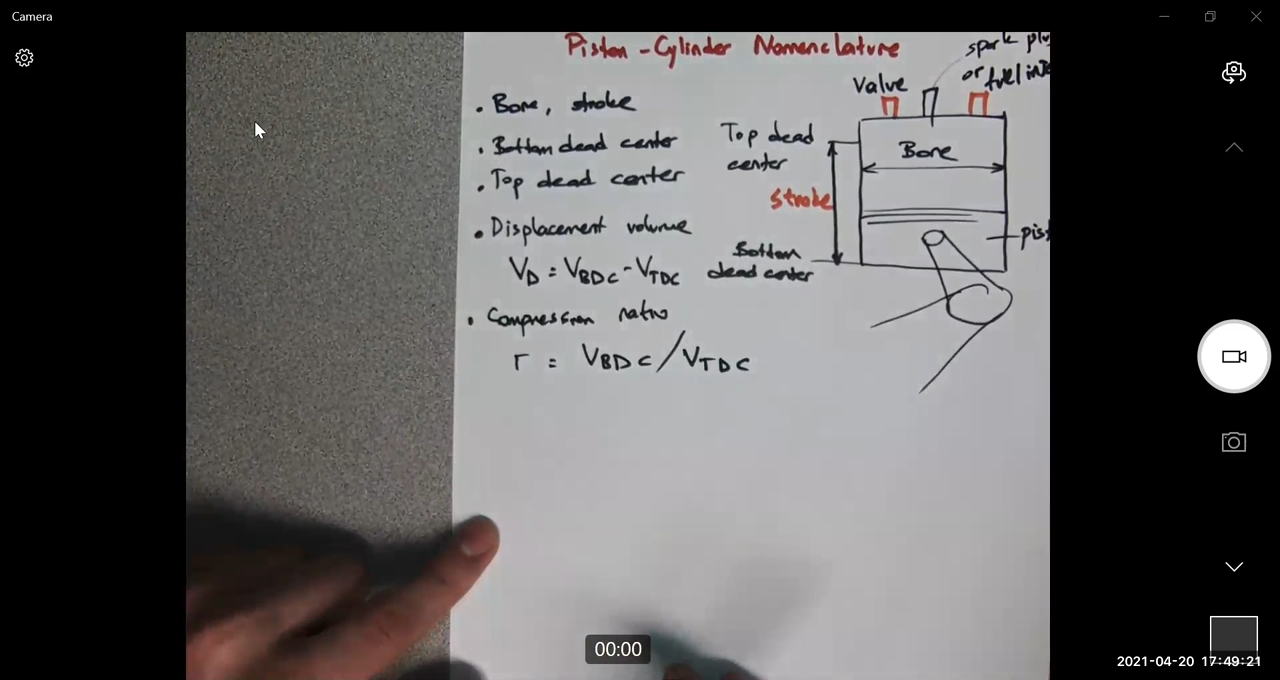 Camera
Piston - Cylinder Nomenclature
spark plu
or fuel inje
Valve
• Bore, stroke
• Bottom dead center
• Top dead center
• Displacement volume
VD = VBDC - VTDC
• Compression ratio
r = VBDC / VTDC
Top dead
center
Bore
Stroke
Bottom
dead center
pist
00:00
2021-04-20 17:49:21